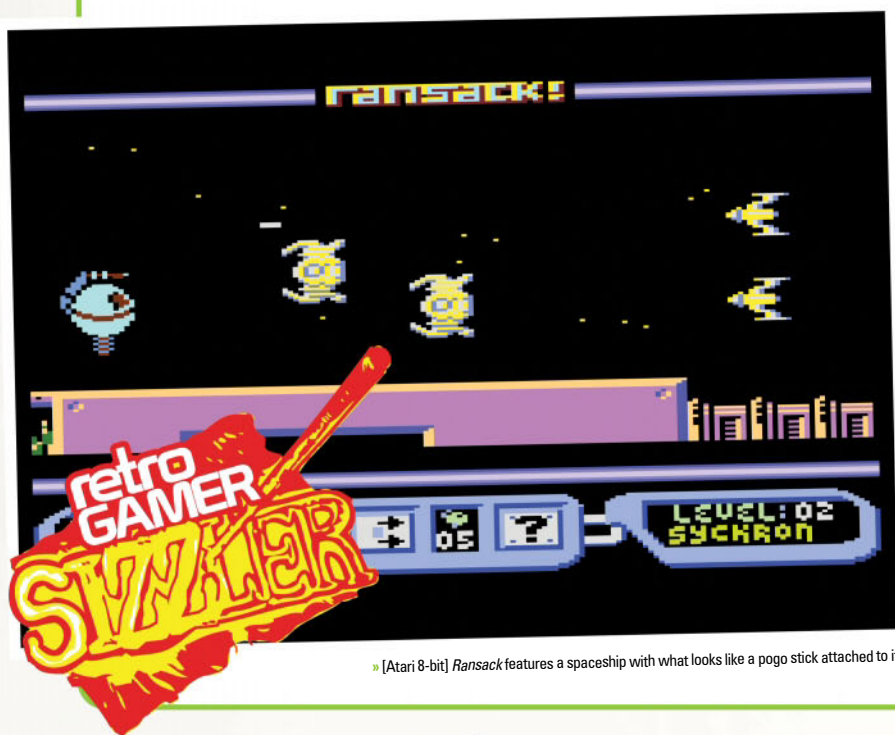 ransack!
retro
GAMER
SIZZLER
05
?
LEVEL:02
SYCKRON
» [Atari 8-bit] Ransack features a spaceship with what looks like a pogo stick attached to i